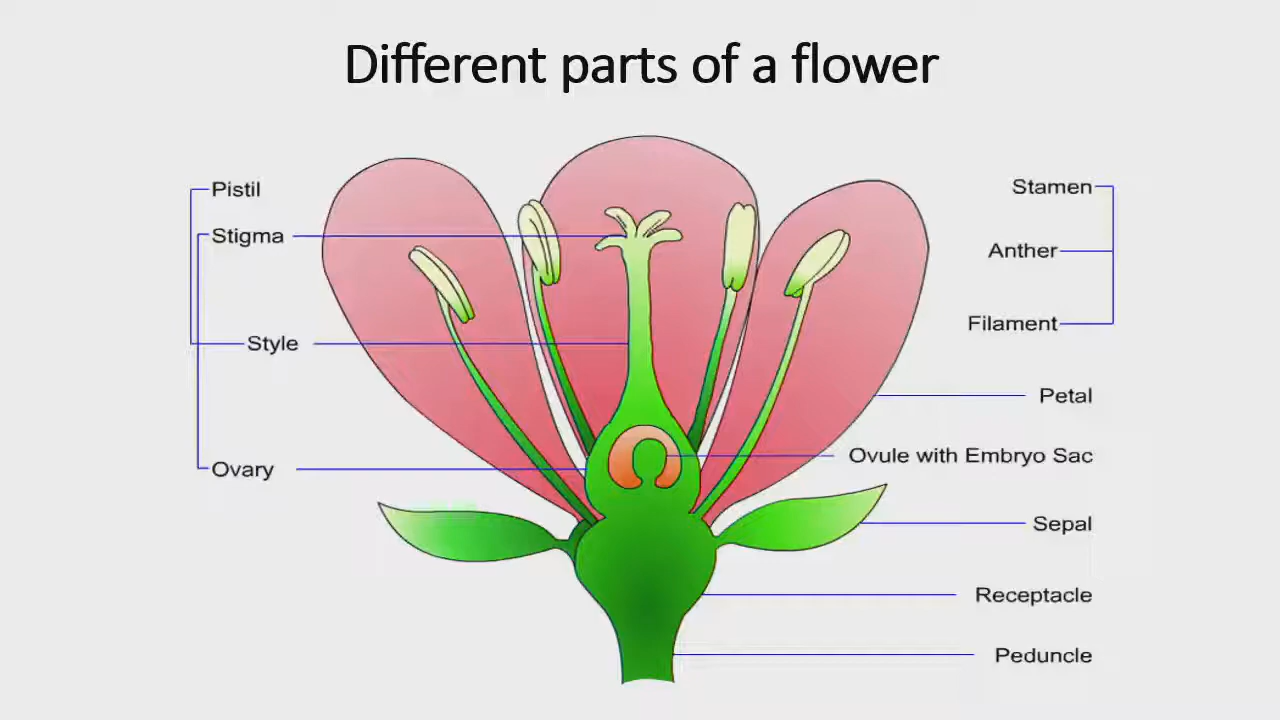 Different parts of a flower
Pistil
Stigma
Style
Ovary
Stamen
Anther
Filament
Petal
Ovule with Embryo Sac
Sepal
Receptacle
Peduncle